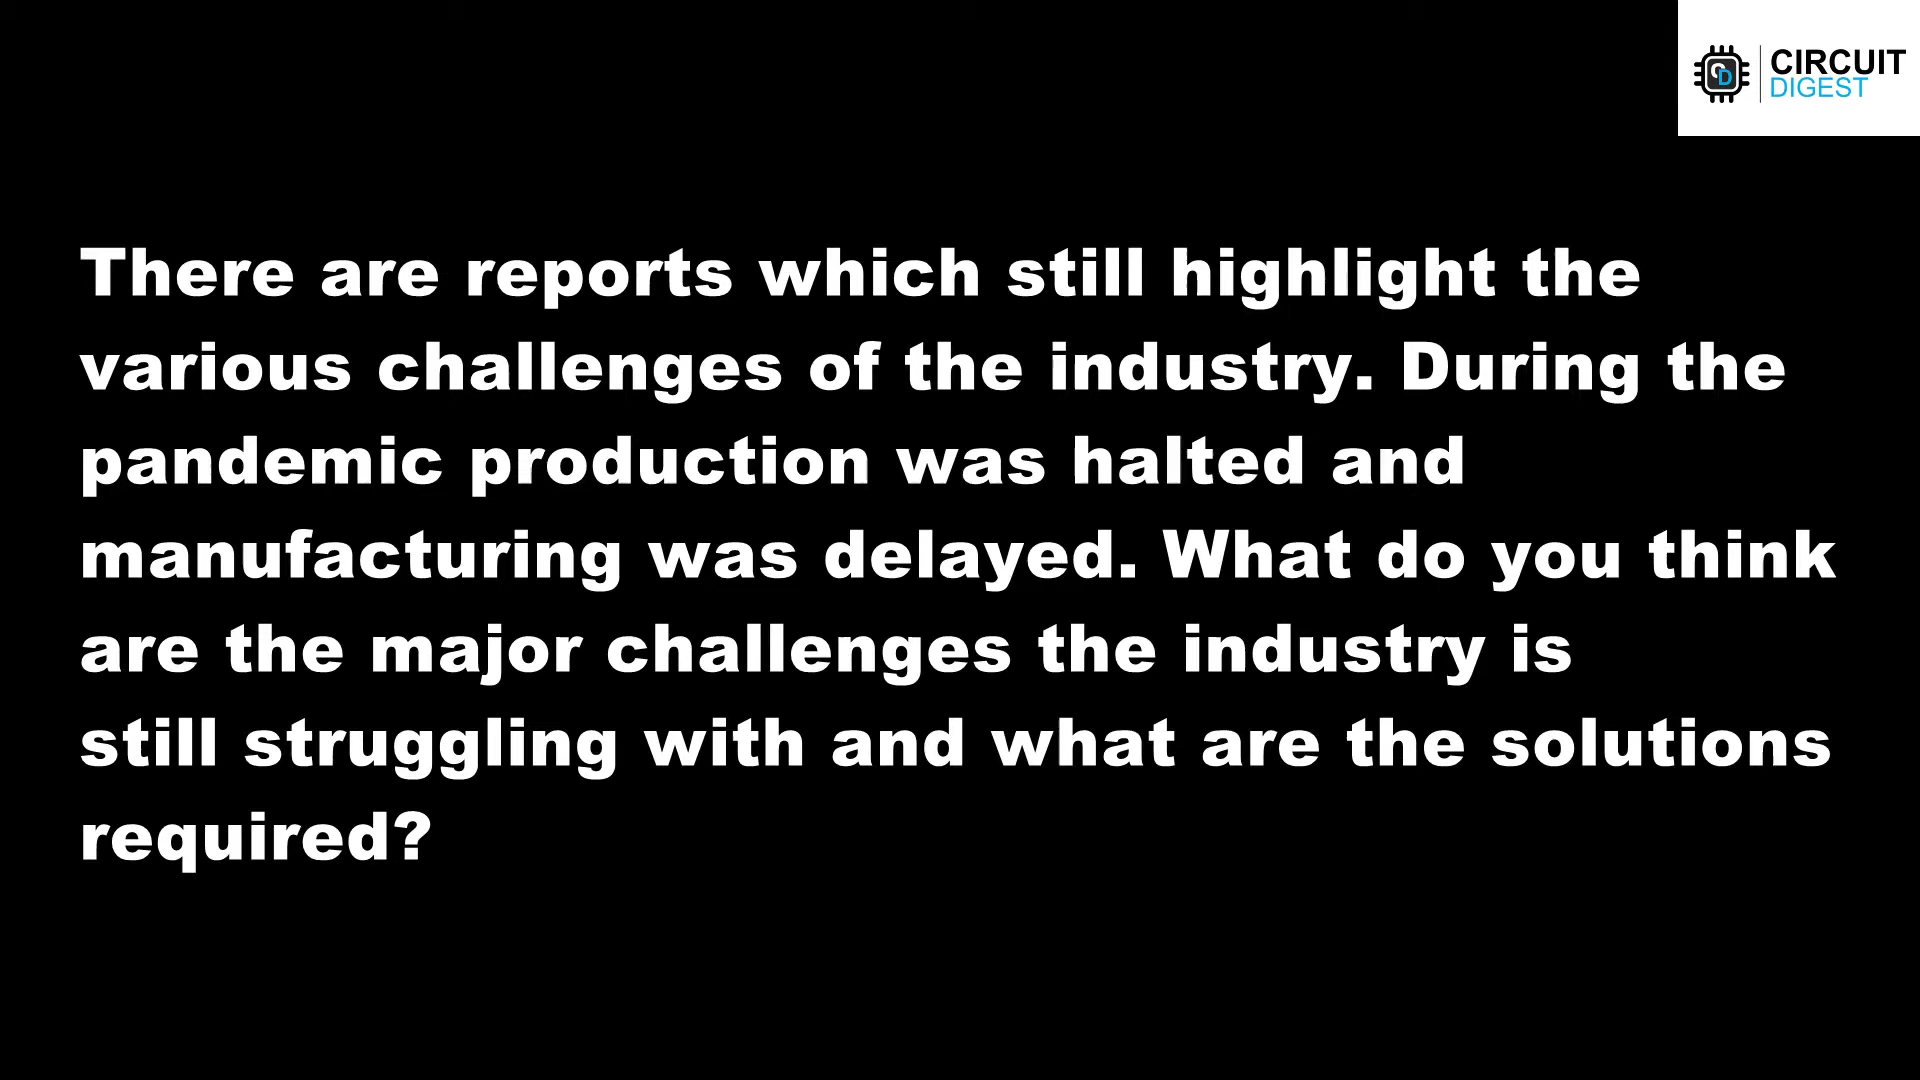 CIRCUIT
DIGEST
There are reports which still highlight the
various challenges of the industry. During the
pandemic production was halted and
manufacturing was delayed. What do you think
are the major challenges the industry is
still struggling with and what are the solutions
required?